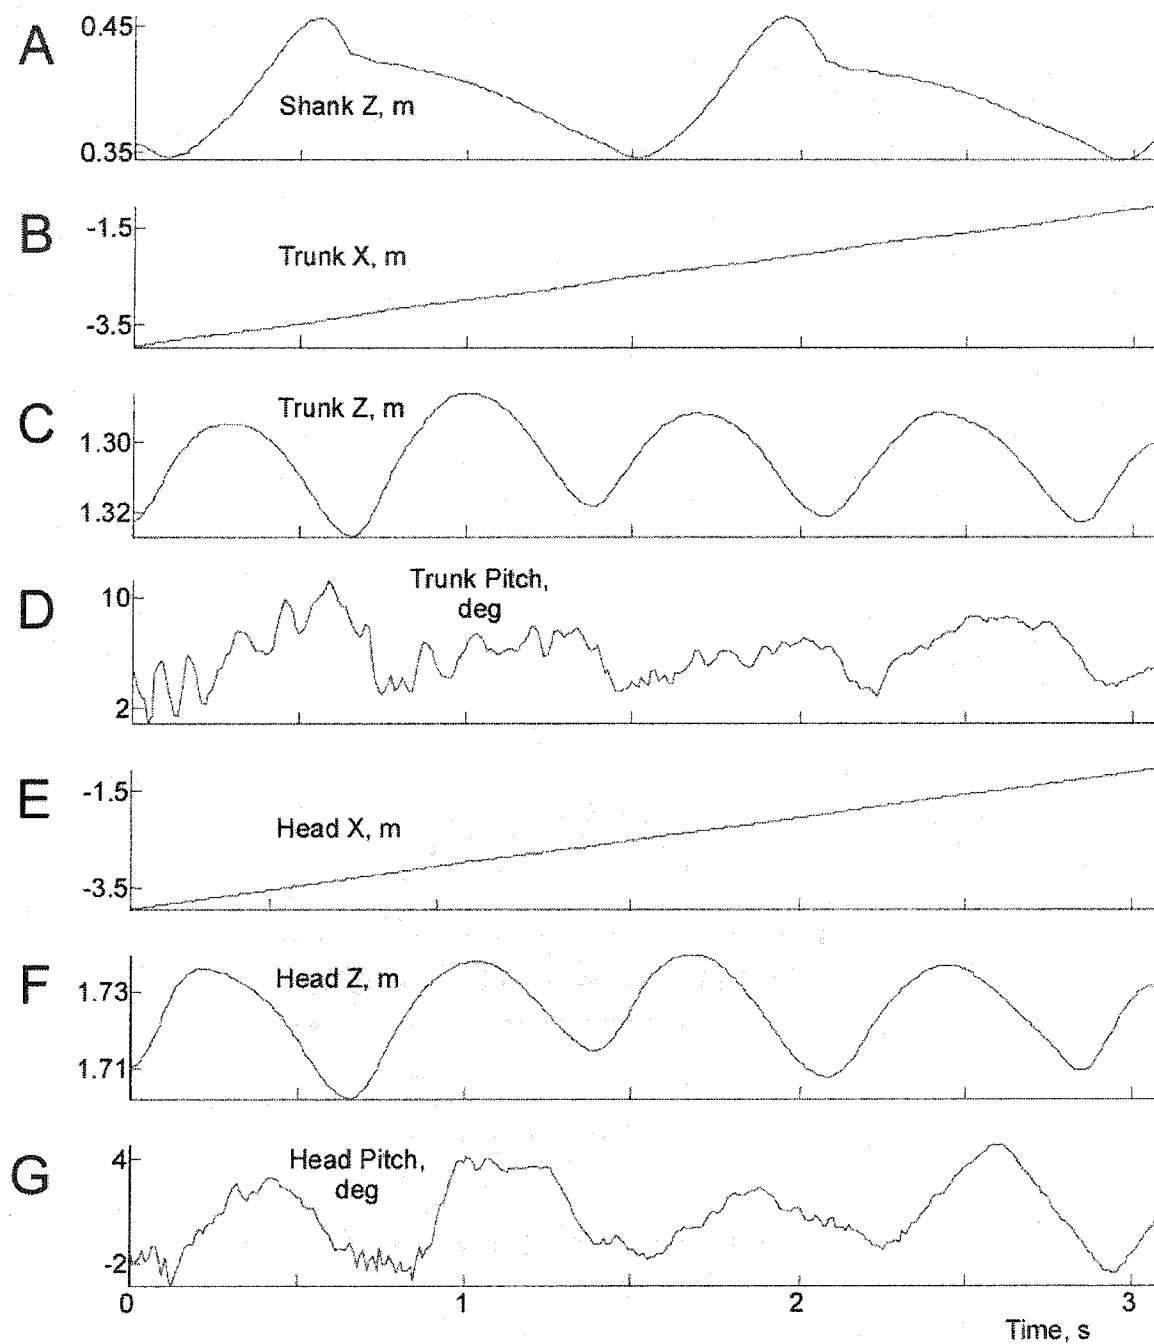 A
0.45
Shank Z, m
0.35
B
-1.5
Trunk X, m
-3.5
C
Trunk Z, m
1.30
1.32
D
Trunk Pitch,
deg
10
2
E
-1.5
Head X, m
-3.5
F
Head Z, m
1.73
1.71
G
4
Head Pitch,
deg
-2
0 1 2 3
Time, s